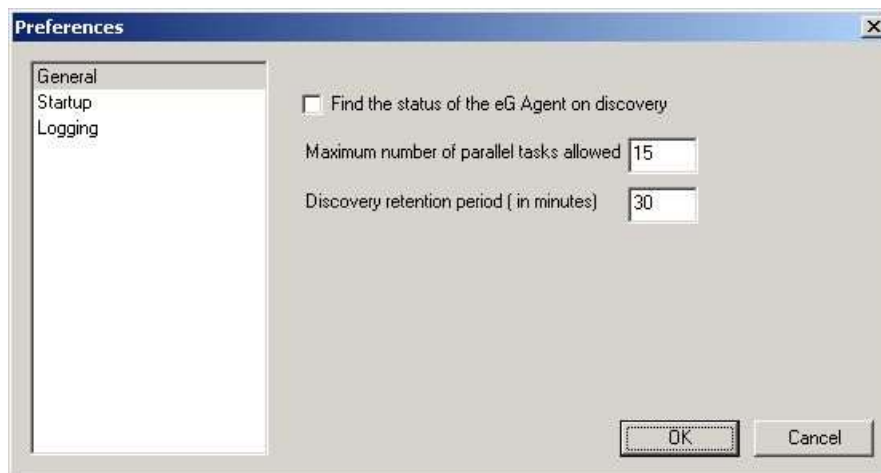 Preferences
General
Startup
Logging
Find the status of the eG Agent on discovery
Maximum number of parallel tasks allowed 15
Discovery retention period ( in minutes) 30
OK Cancel